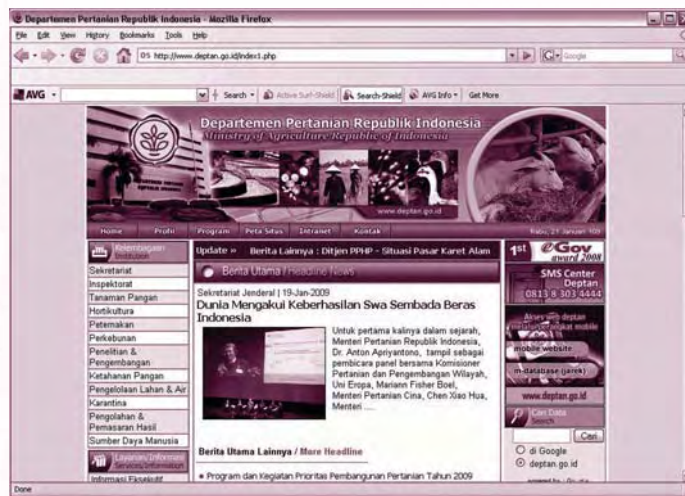 Departemen Pertanian Republik Indonesia - Mozilla Firefox
File Edit View History Bookmarks Tools Help
http://www.deptan.go.id/index1.php
Google
AVG
Search
Active Surf-Shield
Search-Shield
AVG Info
Get More
Departemen Pertanian Republik Indonesia
Ministry of Agriculture Republic of Indonesia
www.deptan.go.id
Home Profil Program Peta Situs Intranet Kontak
Rabu, 21 Januari
Kelembagaan
Institution
Sekretariat
Inspektorat
Tanaman Pangan
Hortikultura
Peternakan
Perkebunan
Penelitian &
Pengembangan
Ketahanan Pangan
Pengelolaan Lahan & Air
Karantina
Pengolahan &
Pemasaran Hasil
Sumber Daya Manusia
Layanan/Informasi
Services/Information
Informasi Eksekutif
Update » Berita Lainnya : Ditjen PPHP - Situasi Pasar Karet Alam
Berita Utama / Headline News
Sekretariat Jenderal | 19-Jan-2009
Dunia Mengakui Keberhasilan Swa Sembada Beras
Indonesia
Untuk pertama kalinya dalam sejarah,
Menteri Pertanian Republik Indonesia,
Dr. Anton Apriyantono, tampil sebagai
pembicara panel bersama Komisioner
Pertanian dan Pengembangan Wilayah,
Uni Eropa, Mariann Fisher Boel,
Menteri Pertanian Cina, Chen Xiao Hua,
Menteri ....
Berita Utama Lainnya / More Headline
• Program dan Kegiatan Prioritas Pembangunan Pertanian Tahun 2009
1st eGov
award 2008
SMS Center
Deptan
0813 8 303 4444
Akses web deptan
melalui perangkat mobile
mobile website
m-database (jarek)
www.deptan.go.id
Cari Data
Search
Cari
di Google
deptan.go.id
Done